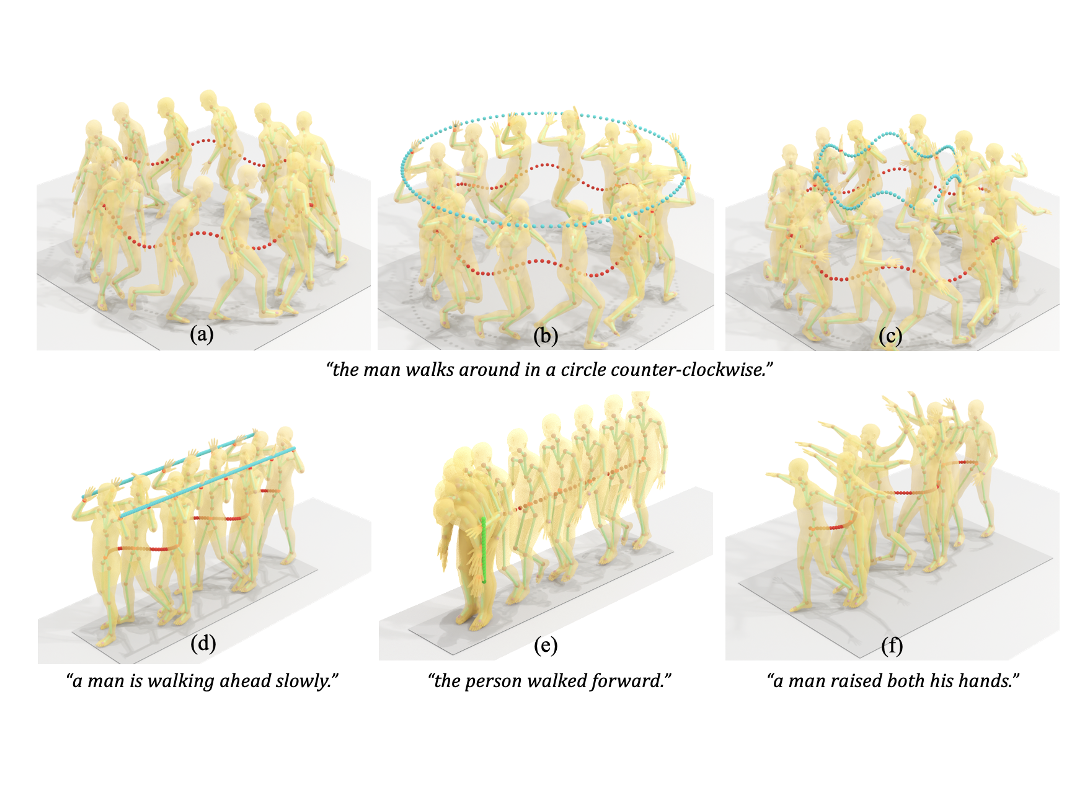 (a)
(b)
(c)
“the man walks around in a circle counter-clockwise.”
(d)
(e)
(f)
“a man is walking ahead slowly.”
“the person walked forward.”
“a man raised both his hands.”